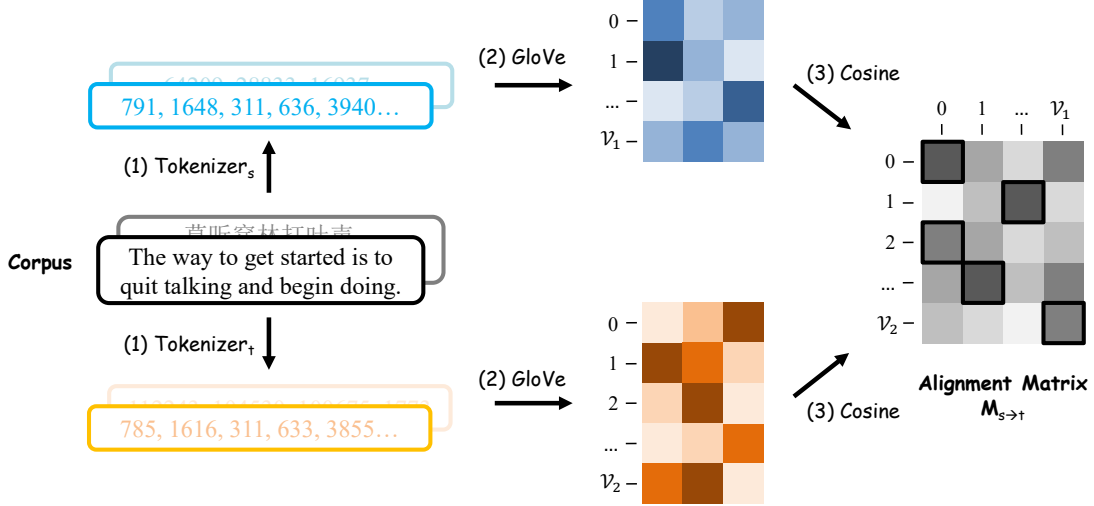 (2) GloVe
0
1
...
𝒱₁
(3) Cosine
791, 1648, 311, 636, 3940…
(1) Tokenizerₛ
Corpus
The way to get started is to
quit talking and begin doing.
(1) Tokenizerₜ
785, 1616, 311, 633, 3855…
(2) GloVe
0
1
2
...
𝒱₂
(3) Cosine
0 1 ... 𝒱₁
0
1
2
...
𝒱₂
Alignment Matrix
Mₛ→ₜ